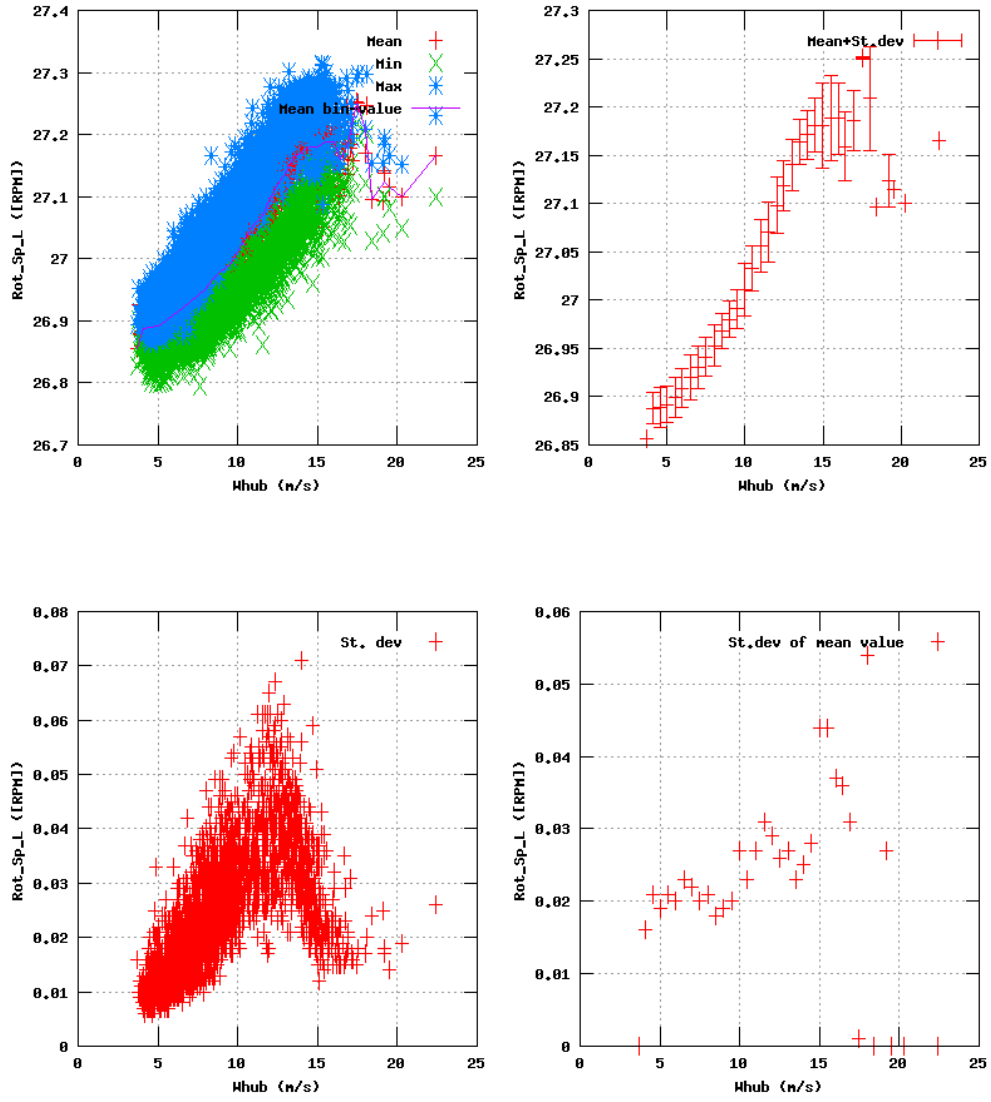 27.4
27.3
27.2
27.1
27
26.9
26.8
26.7
0 5 10 15 20 25
Rot_Sp_L ([RPM])
Whub (m/s)
Mean
Min
Max
Mean bin-value
27.3
27.25
27.2
27.15
27.1
27.05
27
26.95
26.9
26.85
0 5 10 15 20 25
Rot_Sp_L ([RPM])
Whub (m/s)
Mean+St.dev
0.08
0.07
0.06
0.05
0.04
0.03
0.02
0.01
0
0 5 10 15 20 25
Rot_Sp_L ([RPM])
Whub (m/s)
St. dev
0.06
0.05
0.04
0.03
0.02
0.01
0
0 5 10 15 20 25
Rot_Sp_L ([RPM])
Whub (m/s)
St.dev of mean value